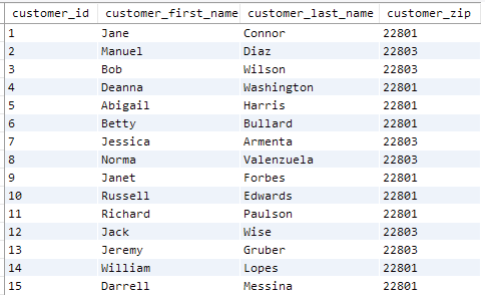 customer_id customer_first_name customer_last_name customer_zip
1 Jane Connor 22801
2 Manuel Diaz 22803
3 Bob Wilson 22803
4 Deanna Washington 22801
5 Abigail Harris 22801
6 Betty Bullard 22801
7 Jessica Armenta 22803
8 Norma Valenzuela 22803
9 Janet Forbes 22801
10 Russell Edwards 22801
11 Richard Paulson 22801
12 Jack Wise 22803
13 Jeremy Gruber 22803
14 William Lopes 22801
15 Darrell Messina 22801